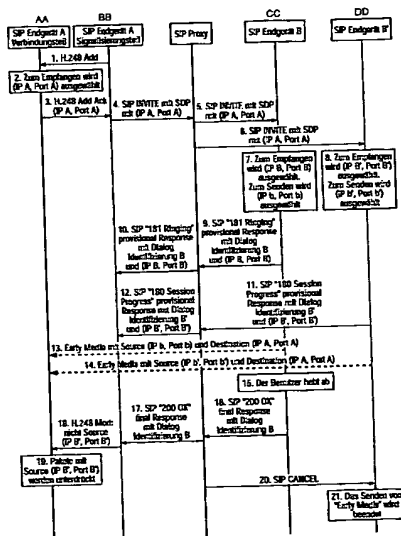 AA
BB
CC
DD
SIP Endgerät A
Verbindungsteil
SIP Endgerät A
Signalisierungsteil
SIP Proxy
SIP Endgerät B
SIP Endgerät B'
1. H.248 Add
2. Zum Empfangen wird
(IP A, Port A) ausgewählt
3. H.248 Add Ack
(IP A, Port A)
4. SIP INVITE mit SDP
mit (IP A, Port A)
5. SIP INVITE mit SDP
mit (IP A, Port A)
6. SIP INVITE mit SDP
mit (IP A, Port A)
7. Zum Empfangen
wird (IP B, Port B)
ausgewählt.
Zum Senden wird
(IP b, Port b)
ausgewählt
8. Zum Empfangen
wird (IP B', Port B')
ausgewählt.
Zum Senden wird
(IP b', Port b')
ausgewählt
9. SIP "181 Ringing"
provisional Response
mit Dialog
Identifizierung B
und (IP B, Port B)
10. SIP "181 Ringing"
provisional Response
mit Dialog
Identifizierung B
und (IP B, Port B)
11. SIP "180 Session
Progress" provisional
Response mit Dialog
Identifizierung B'
und (IP B', Port B')
12. SIP "180 Session
Progress" provisional
Response mit Dialog
Identifizierung B'
und (IP B', Port B')
13. Early Media mit Source (IP b, Port b) und Destination (IP A, Port A)
14. Early Media mit Source (IP b', Port b') und Destination (IP A, Port A)
15. Der Benutzer hebt ab
16. SIP "200 OK"
final Response
mit Dialog
Identifizierung B
17. SIP "200 OK"
final Response
mit Dialog
Identifizierung B
18. H.248 Mod:
nicht Source
(IP B', Port B')
19. Pakete mit
Source (IP B', Port B')
werden unterdrückt
20. SIP CANCEL
21. Das Senden von
"Early Media" wird
beendet